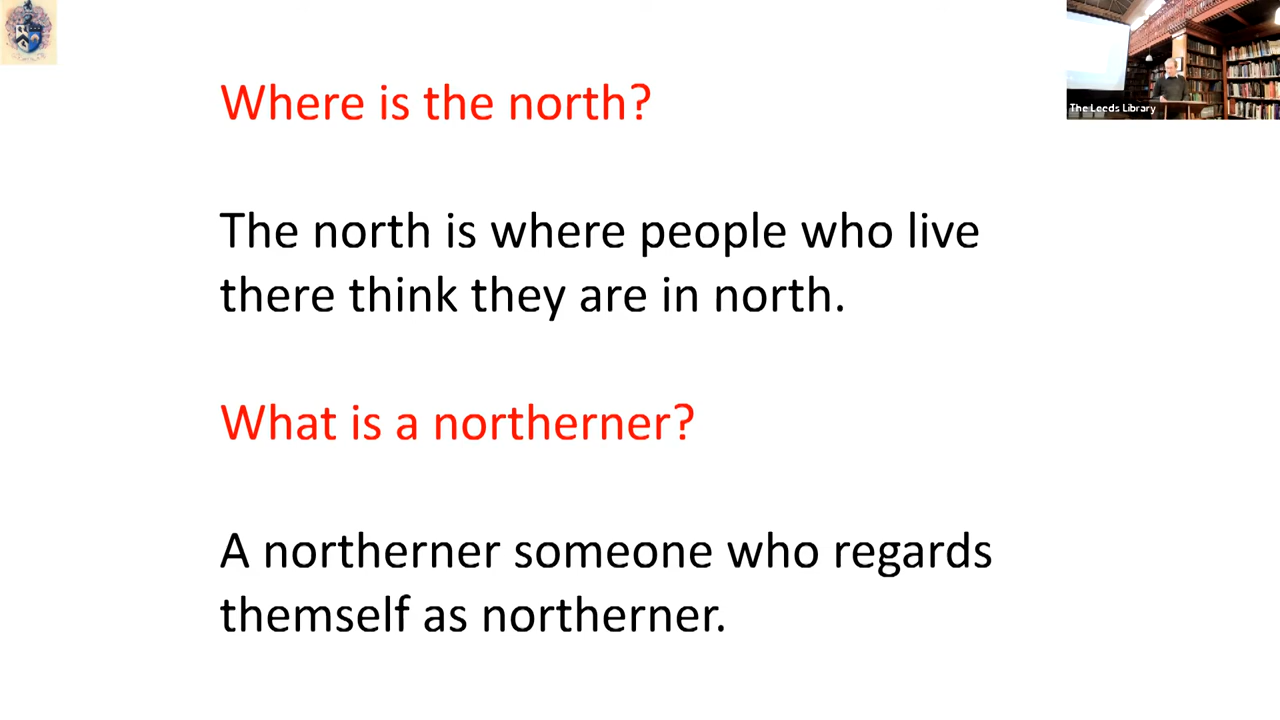 Where is the north?
The Leeds Library
The north is where people who live
there think they are in north.
What is a northerner?
A northerner someone who regards
themself as northerner.